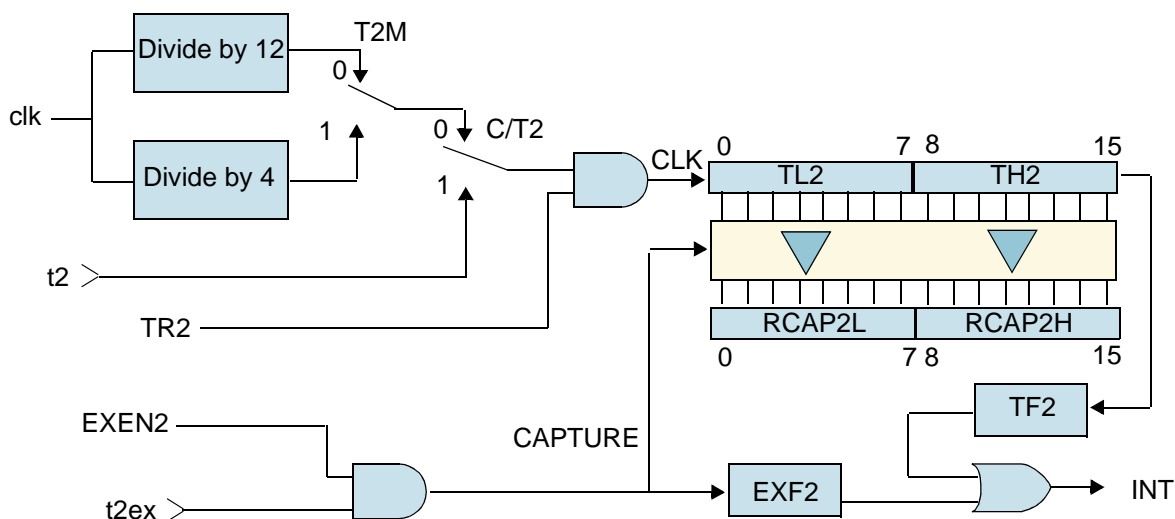 Divide by 12
T2M
0
clk
1
0
C/T2
Divide by 4
1
CLK
0
7
8
15
TL2
TH2
t2
TR2
RCAP2L
RCAP2H
0
7
8
15
EXEN2
CAPTURE
TF2
t2ex
EXF2
INT